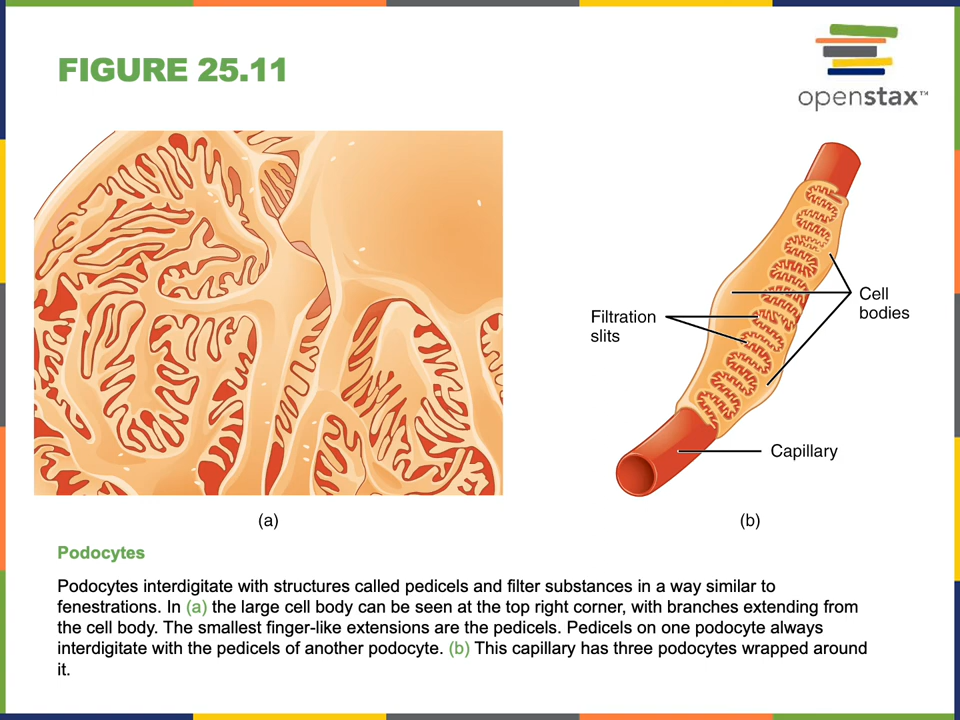 FIGURE 25.11
openstax™
Filtration
slits
Cell
bodies
Capillary
(a)
(b)
Podocytes
Podocytes interdigitate with structures called pedicels and filter substances in a way similar to
fenestrations. In (a) the large cell body can be seen at the top right corner, with branches extending from
the cell body. The smallest finger-like extensions are the pedicels. Pedicels on one podocyte always
interdigitate with the pedicels of another podocyte. (b) This capillary has three podocytes wrapped around
it.